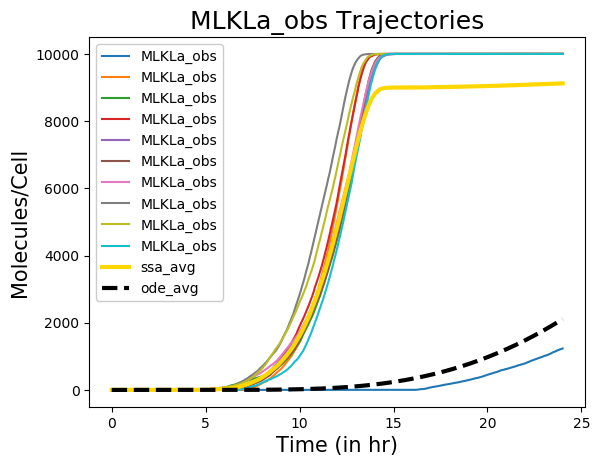 MLKLa_obs Trajectories
10000
8000
6000
4000
2000
0
Molecules/Cell
MLKLa_obs
MLKLa_obs
MLKLa_obs
MLKLa_obs
MLKLa_obs
MLKLa_obs
MLKLa_obs
MLKLa_obs
MLKLa_obs
MLKLa_obs
ssa_avg
ode_avg
0 5 10 15 20 25
Time (in hr)